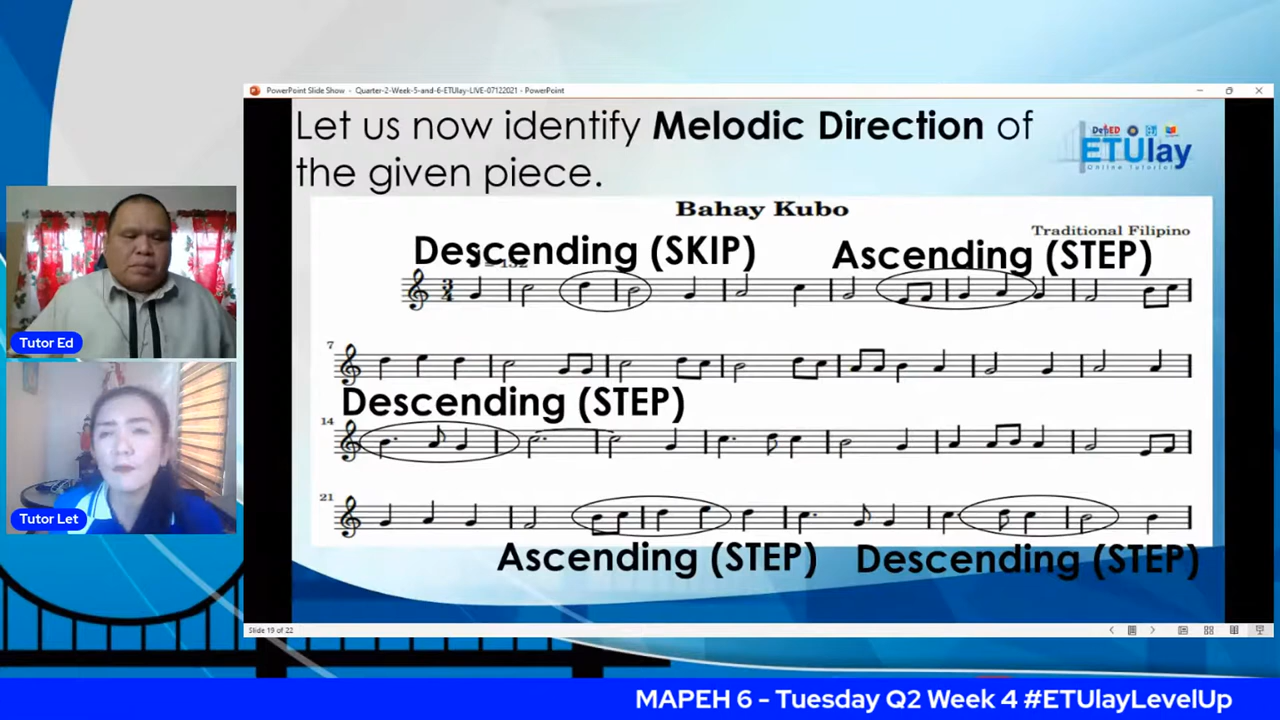 PowerPoint Slide Show - Quarter-2-Week-5-and-6-ETUlay-LIVE-07122021 - PowerPoint
Let us now identify Melodic Direction of
the given piece.
DepED
ETUlay
Online Tutorial
Bahay Kubo
Traditional Filipino
Descending (SKIP)
Ascending (STEP)
= 132
3
4
7
Descending (STEP)
14
21
Ascending (STEP)
Descending (STEP)
Tutor Ed
Tutor Let
Slide 19 of 22
MAPEH 6 - Tuesday Q2 Week 4 #ETUlayLevelUp